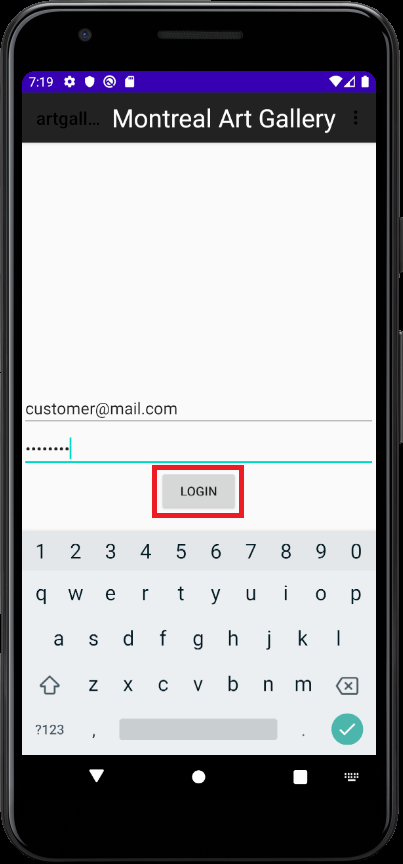 7:19
artgall... Montreal Art Gallery
customer@mail.com
••••••••
LOGIN
1 2 3 4 5 6 7 8 9 0
q w e r t y u i o p
a s d f g h j k l
z x c v b n m
?123 , .